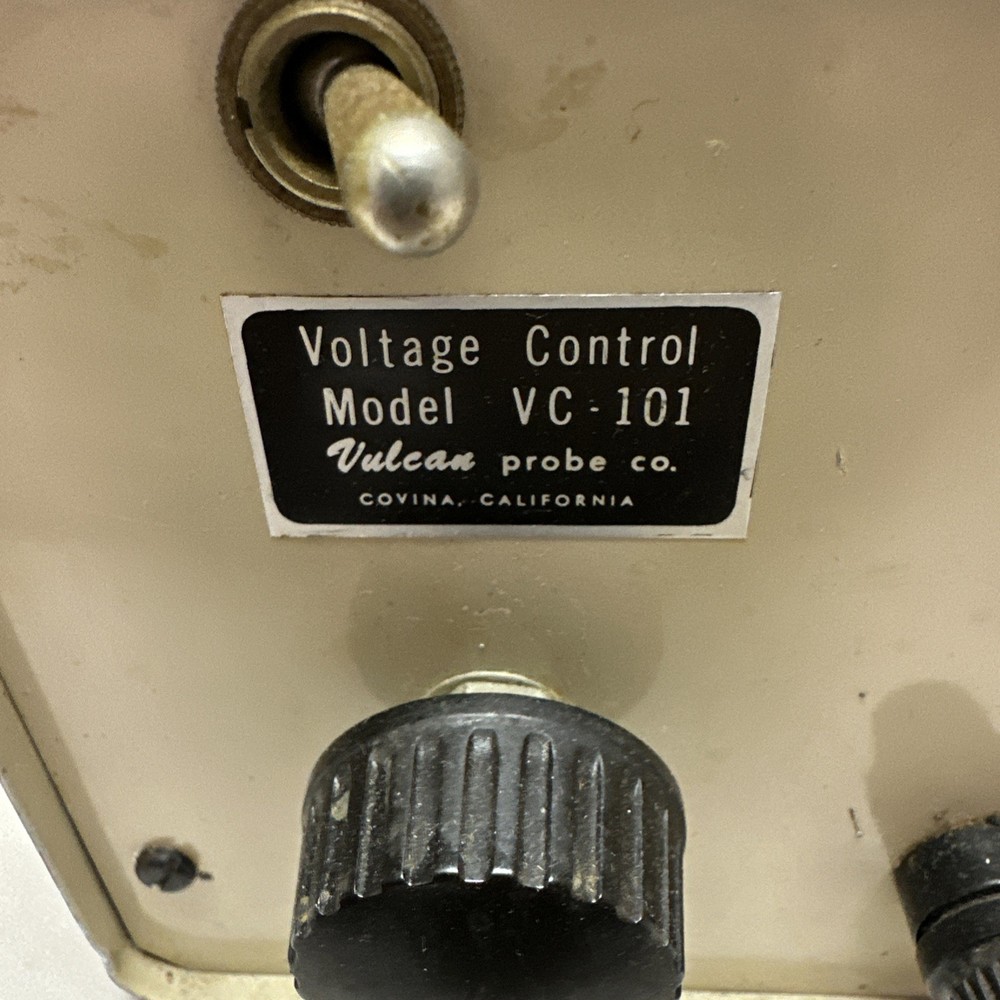 Voltage Control
Model VC-101
Vulcan probe co.
COVINA, CALIFORNIA